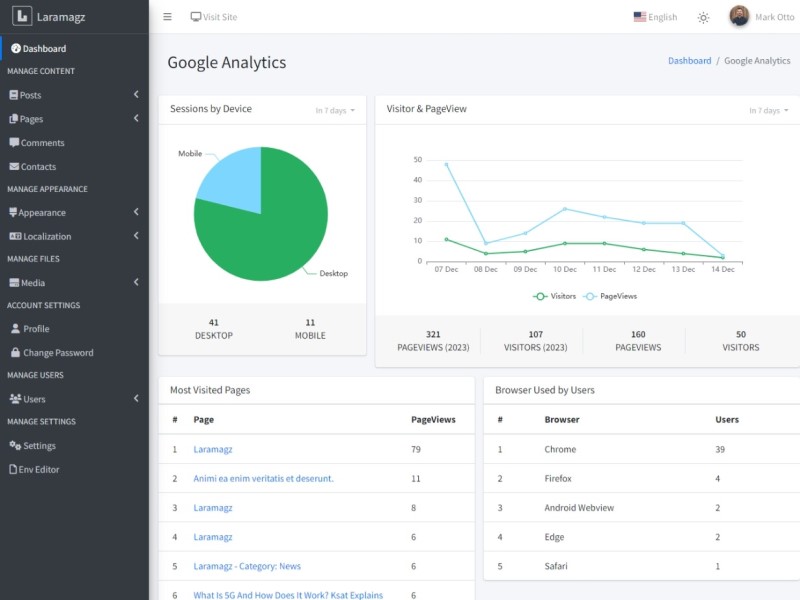 Laramagz
Visit Site
English
Mark Otto
Dashboard
MANAGE CONTENT
Posts
Pages
Comments
Contacts
MANAGE APPEARANCE
Appearance
Localization
MANAGE FILES
Media
ACCOUNT SETTINGS
Profile
Change Password
MANAGE USERS
Users
MANAGE SETTINGS
Settings
Env Editor
Google Analytics
Dashboard / Google Analytics
Sessions by Device
In 7 days
Mobile
Desktop
41
DESKTOP
11
MOBILE
Visitor & PageView
In 7 days
50
40
30
20
10
0
07 Dec 08 Dec 09 Dec 10 Dec 11 Dec 12 Dec 13 Dec 14 Dec
Visitors PageViews
321
PAGEVIEWS (2023)
107
VISITORS (2023)
160
PAGEVIEWS
50
VISITORS
Most Visited Pages
# Page PageViews
1 Laramagz 79
2 Animi ea enim veritatis et deserunt. 11
3 Laramagz 8
4 Laramagz 6
5 Laramagz - Category: News 6
6 What Is 5G And How Does It Work? Ksat Explains 6
Browser Used by Users
# Browser Users
1 Chrome 39
2 Firefox 4
3 Android Webview 2
4 Edge 2
5 Safari 1